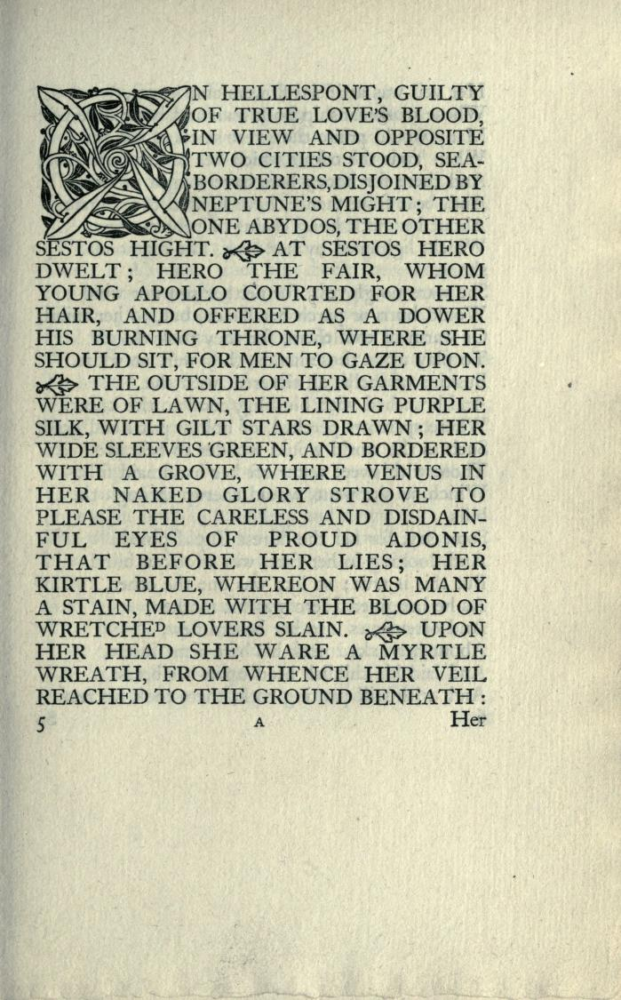 ON HELLESPONT, GUILTY
OF TRUE LOVE'S BLOOD,
IN VIEW AND OPPOSITE
TWO CITIES STOOD, SEA-
BORDERERS, DISJOINED BY
NEPTUNE'S MIGHT; THE
ONE ABYDOS, THE OTHER
SESTOS HIGHT. ❧ AT SESTOS HERO
DWELT; HERO THE FAIR, WHOM
YOUNG APOLLO COURTED FOR HER
HAIR, AND OFFERED AS A DOWER
HIS BURNING THRONE, WHERE SHE
SHOULD SIT, FOR MEN TO GAZE UPON.
❧ THE OUTSIDE OF HER GARMENTS
WERE OF LAWN, THE LINING PURPLE
SILK, WITH GILT STARS DRAWN; HER
WIDE SLEEVES GREEN, AND BORDERED
WITH A GROVE, WHERE VENUS IN
HER NAKED GLORY STROVE TO
PLEASE THE CARELESS AND DISDAIN-
FUL EYES OF PROUD ADONIS,
THAT BEFORE HER LIES; HER
KIRTLE BLUE, WHEREON WAS MANY
A STAIN, MADE WITH THE BLOOD OF
WRETCHED LOVERS SLAIN. ❧ UPON
HER HEAD SHE WARE A MYRTLE
WREATH, FROM WHENCE HER VEIL
REACHED TO THE GROUND BENEATH:
5 A Her